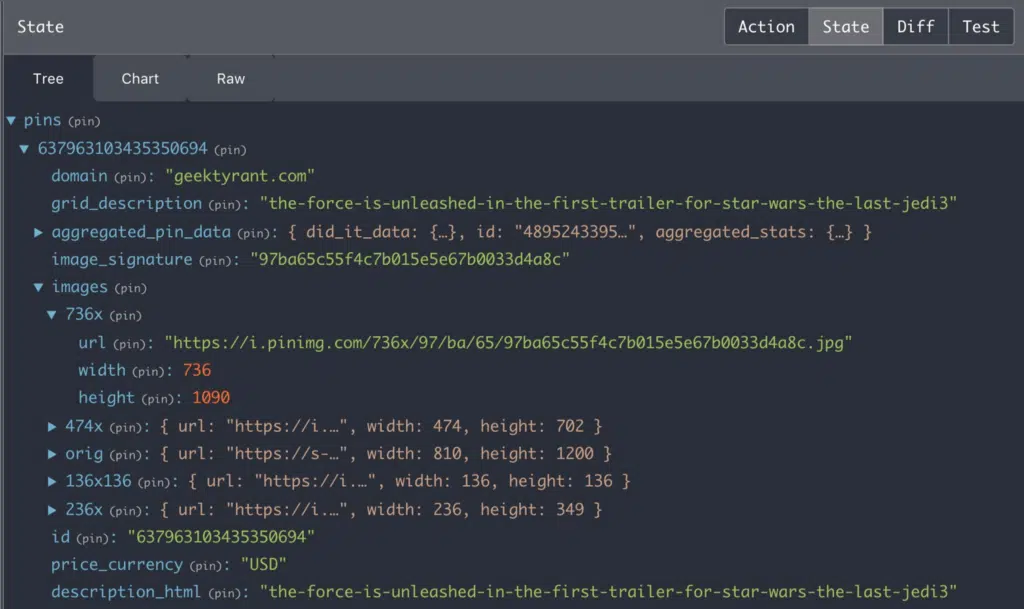 State
Action State Diff Test
Tree Chart Raw
▼ pins (pin)
▼ 637963103435350694 (pin)
domain (pin): "geektyrant.com"
grid_description (pin): "the-force-is-unleashed-in-the-first-trailer-for-star-wars-the-last-jedi3"
▶ aggregated_pin_data (pin): { did_it_data: {…}, id: "4895243395…", aggregated_stats: {…} }
image_signature (pin): "97ba65c55f4c7b015e5e67b0033d4a8c"
▼ images (pin)
▼ 736x (pin)
url (pin): "https://i.pinimg.com/736x/97/ba/65/97ba65c55f4c7b015e5e67b0033d4a8c.jpg"
width (pin): 736
height (pin): 1090
▶ 474x (pin): { url: "https://i.…", width: 474, height: 702 }
▶ orig (pin): { url: "https://s-…", width: 810, height: 1200 }
▶ 136x136 (pin): { url: "https://i.…", width: 136, height: 136 }
▶ 236x (pin): { url: "https://i.…", width: 236, height: 349 }
id (pin): "637963103435350694"
price_currency (pin): "USD"
description_html (pin): "the-force-is-unleashed-in-the-first-trailer-for-star-wars-the-last-jedi3"